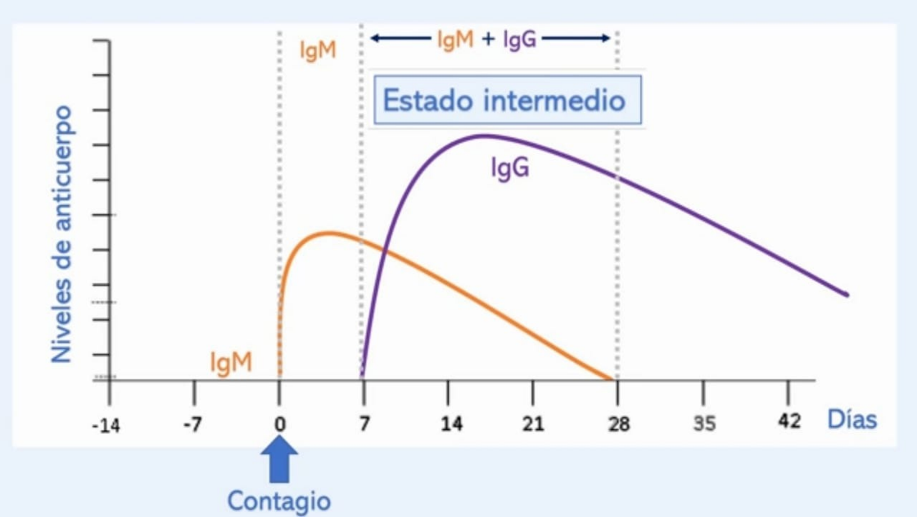 IgM
IgM + IgG
Estado intermedio
Niveles de anticuerpo
IgG
IgM
-14 -7 0 7 14 21 28 35 42 Días
Contagio